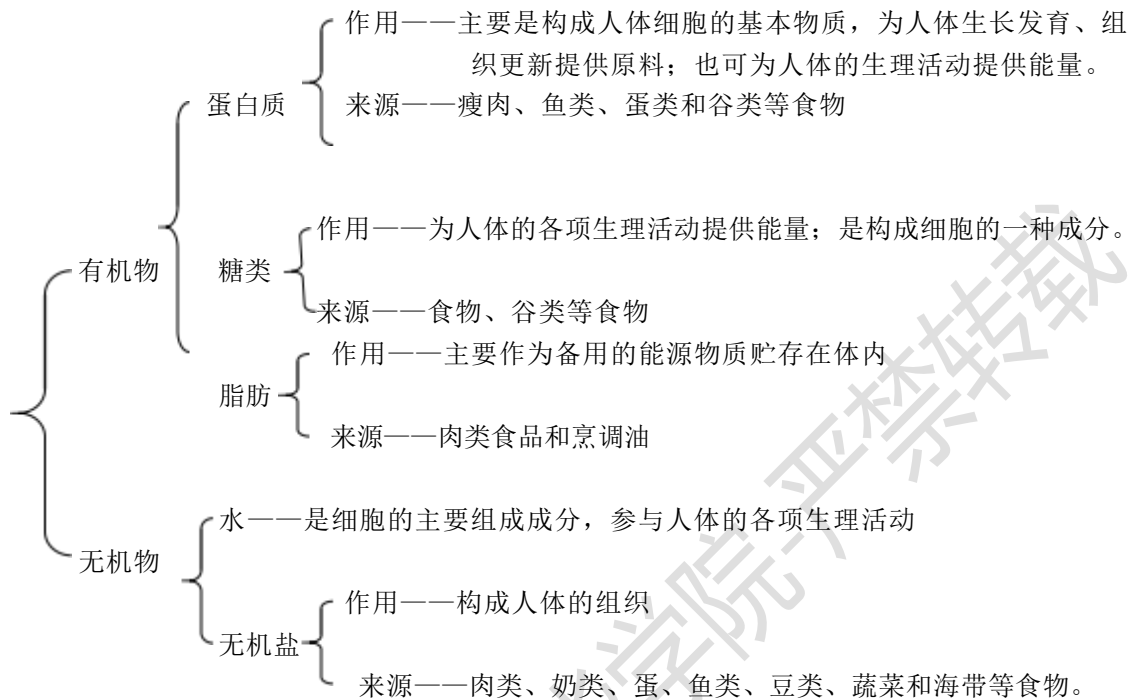 作用——主要是构成人体细胞的基本物质，为人体生长发育、组
织更新提供原料；也可为人体的生理活动提供能量。
蛋白质
来源——瘦肉、鱼类、蛋类和谷类等食物
作用——为人体的各项生理活动提供能量；是构成细胞的一种成分。
有机物
糖类
来源——食物、谷类等食物
作用——主要作为备用的能源物质贮存在体内
脂肪
来源——肉类食品和烹调油
水——是细胞的主要组成成分，参与人体的各项生理活动
无机物
作用——构成人体的组织
无机盐
来源——肉类、奶类、蛋、鱼类、豆类、蔬菜和海带等食物。
学院-严禁转载